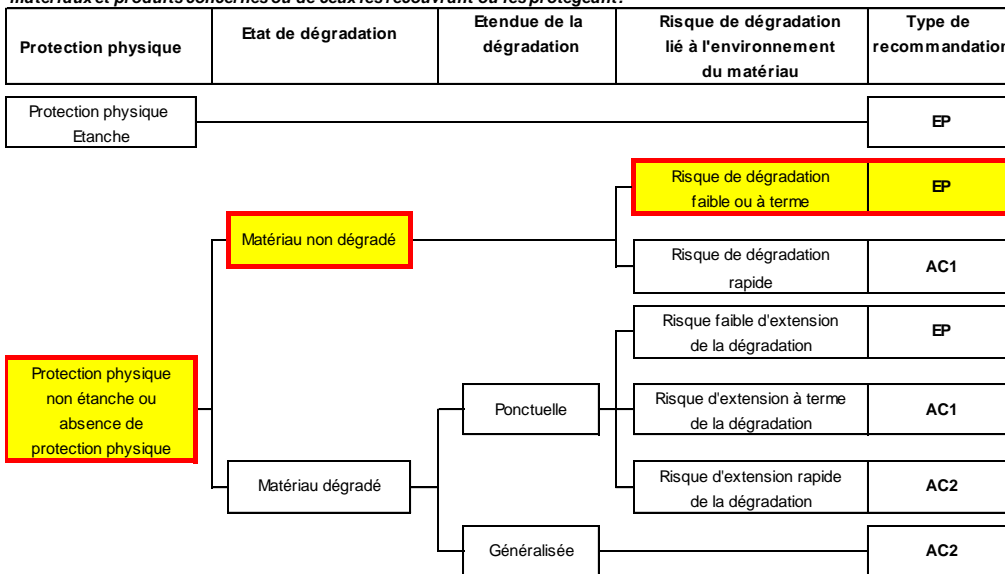 matériaux et produits concernés ou de ceux les recouvrant ou les protégeant.
Protection physique
Etat de dégradation
Etendue de la
dégradation
Risque de dégradation
lié à l'environnement
du matériau
Type de
recommandation
Protection physique
Etanche
EP
Risque de dégradation
faible ou à terme
EP
Matériau non dégradé
Risque de dégradation
rapide
AC1
Risque faible d'extension
de la dégradation
EP
Protection physique
non étanche ou
absence de
protection physique
Ponctuelle
Risque d'extension à terme
de la dégradation
AC1
Matériau dégradé
Risque d'extension rapide
de la dégradation
AC2
Généralisée
AC2